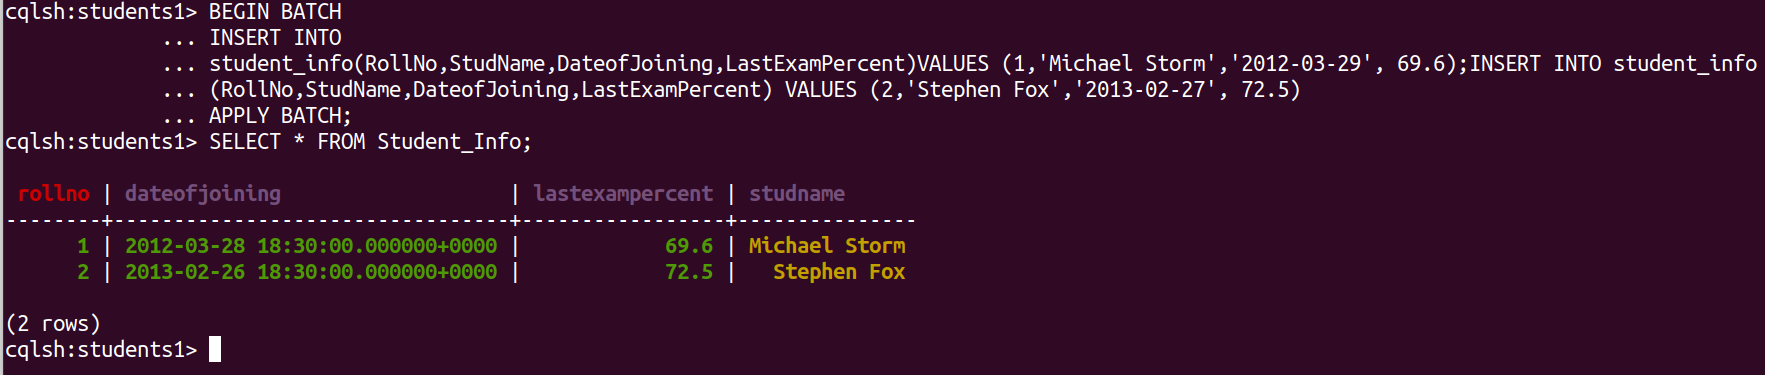 cqlsh:students1> BEGIN BATCH
             ... INSERT INTO
             ... student_info(RollNo,StudName,DateofJoining,LastExamPercent)VALUES (1,'Michael Storm','2012-03-29', 69.6);INSERT INTO student_info
             ... (RollNo,StudName,DateofJoining,LastExamPercent) VALUES (2,'Stephen Fox','2013-02-27', 72.5)
             ... APPLY BATCH;
cqlsh:students1> SELECT * FROM Student_Info;

 rollno | dateofjoining                   | lastexampercent | studname
--------+---------------------------------+-----------------+---------------
      1 | 2012-03-28 18:30:00.000000+0000 |            69.6 | Michael Storm
      2 | 2013-02-26 18:30:00.000000+0000 |            72.5 |   Stephen Fox

(2 rows)
cqlsh:students1>